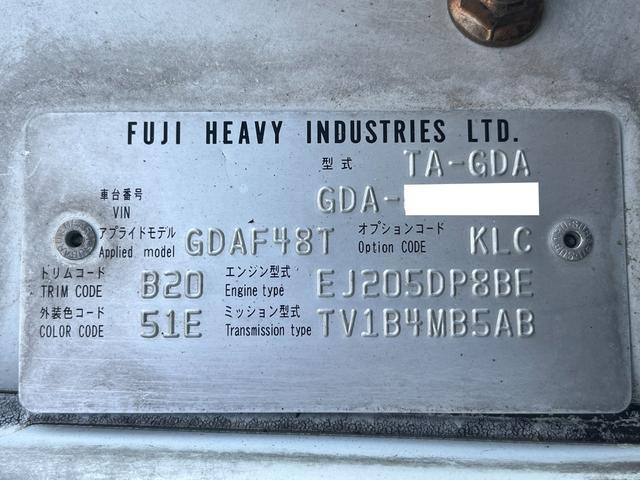 FUJI HEAVY INDUSTRIES LTD.
型式 TA-GDA
車台番号
VIN GDA-
アプライドモデル オプションコード
Applied model GDAF48T Option CODE KLC
トリムコード エンジン型式
TRIM CODE B20 Engine type EJ205DP8BE
外装色コード ミッション型式
COLOR CODE 51E Transmission type TV1B4MB5AB